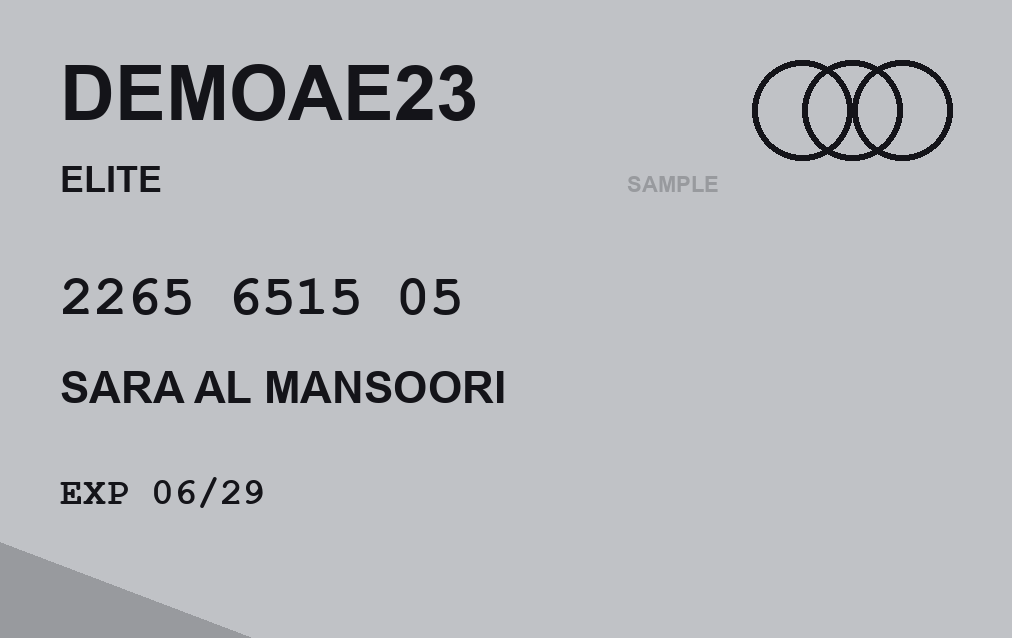 DEMOAE23
ELITE
SAMPLE
2265 6515 05
SARA AL MANSOORI
EXP 06/29